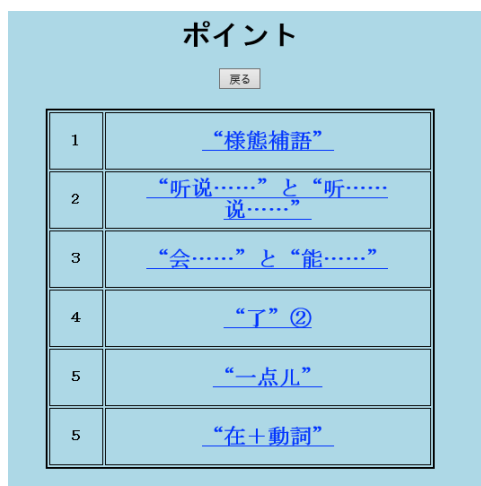 ポイント
戻る
1
“様態補語”
2
“听说……”と“听……
说……”
3
“会……”と“能……”
4
“了”②
5
“一点儿”
5
“在＋動詞”